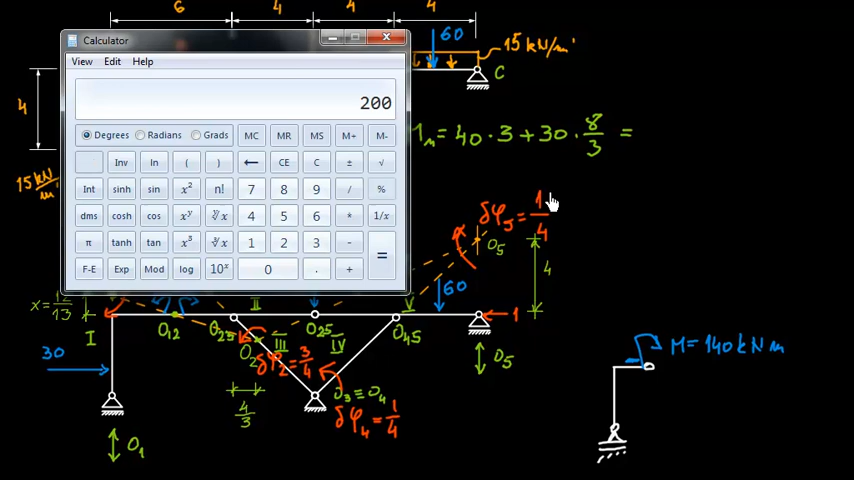 6 4 4 4
Calculator
60
15 kN/m'
View Edit Help
C
4
200
Degrees Radians Grads MC MR MS M+ M-
M = 40 · 3 + 30 · 8/3 =
Inv ln ( ) ← CE C ± √
15 kN/m'
Int sinh sin x² n! 7 8 9 / %
dms cosh cos xʸ ʸ√x 4 5 6 * 1/x
δφ₅ = 1/4
π tanh tan x³ ³√x 1 2 3 - =
O₅
F-E Exp Mod log 10ˣ 0 . +
4
60
x = 12/13
II V
I O₁₂ O₂₃ O₂₅ O₄₅ 1
III IV
O₂
30
δφ₂ = 3/4
O₅
M = 140 kNm
O₃ ≡ O₄
4/3
δφ₄ = 1/4
O₁